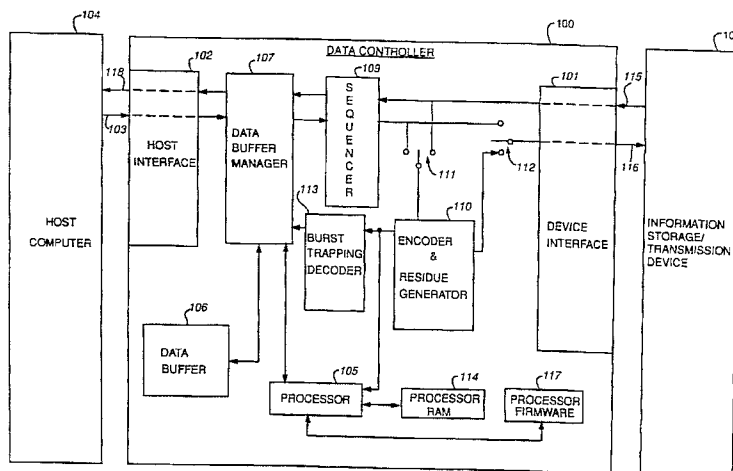 104
100
10
DATA CONTROLLER
102
107
109
101
118
103
115
116
HOST
INTERFACE
DATA
BUFFER
MANAGER
SEQUENCER
111
112
113
110
HOST
COMPUTER
BURST
TRAPPING
DECODER
ENCODER
&
RESIDUE
GENERATOR
DEVICE
INTERFACE
INFORMATION
STORAGE/
TRANSMISSION
DEVICE
106
DATA
BUFFER
105
PROCESSOR
114
PROCESSOR
RAM
117
PROCESSOR
FIRMWARE